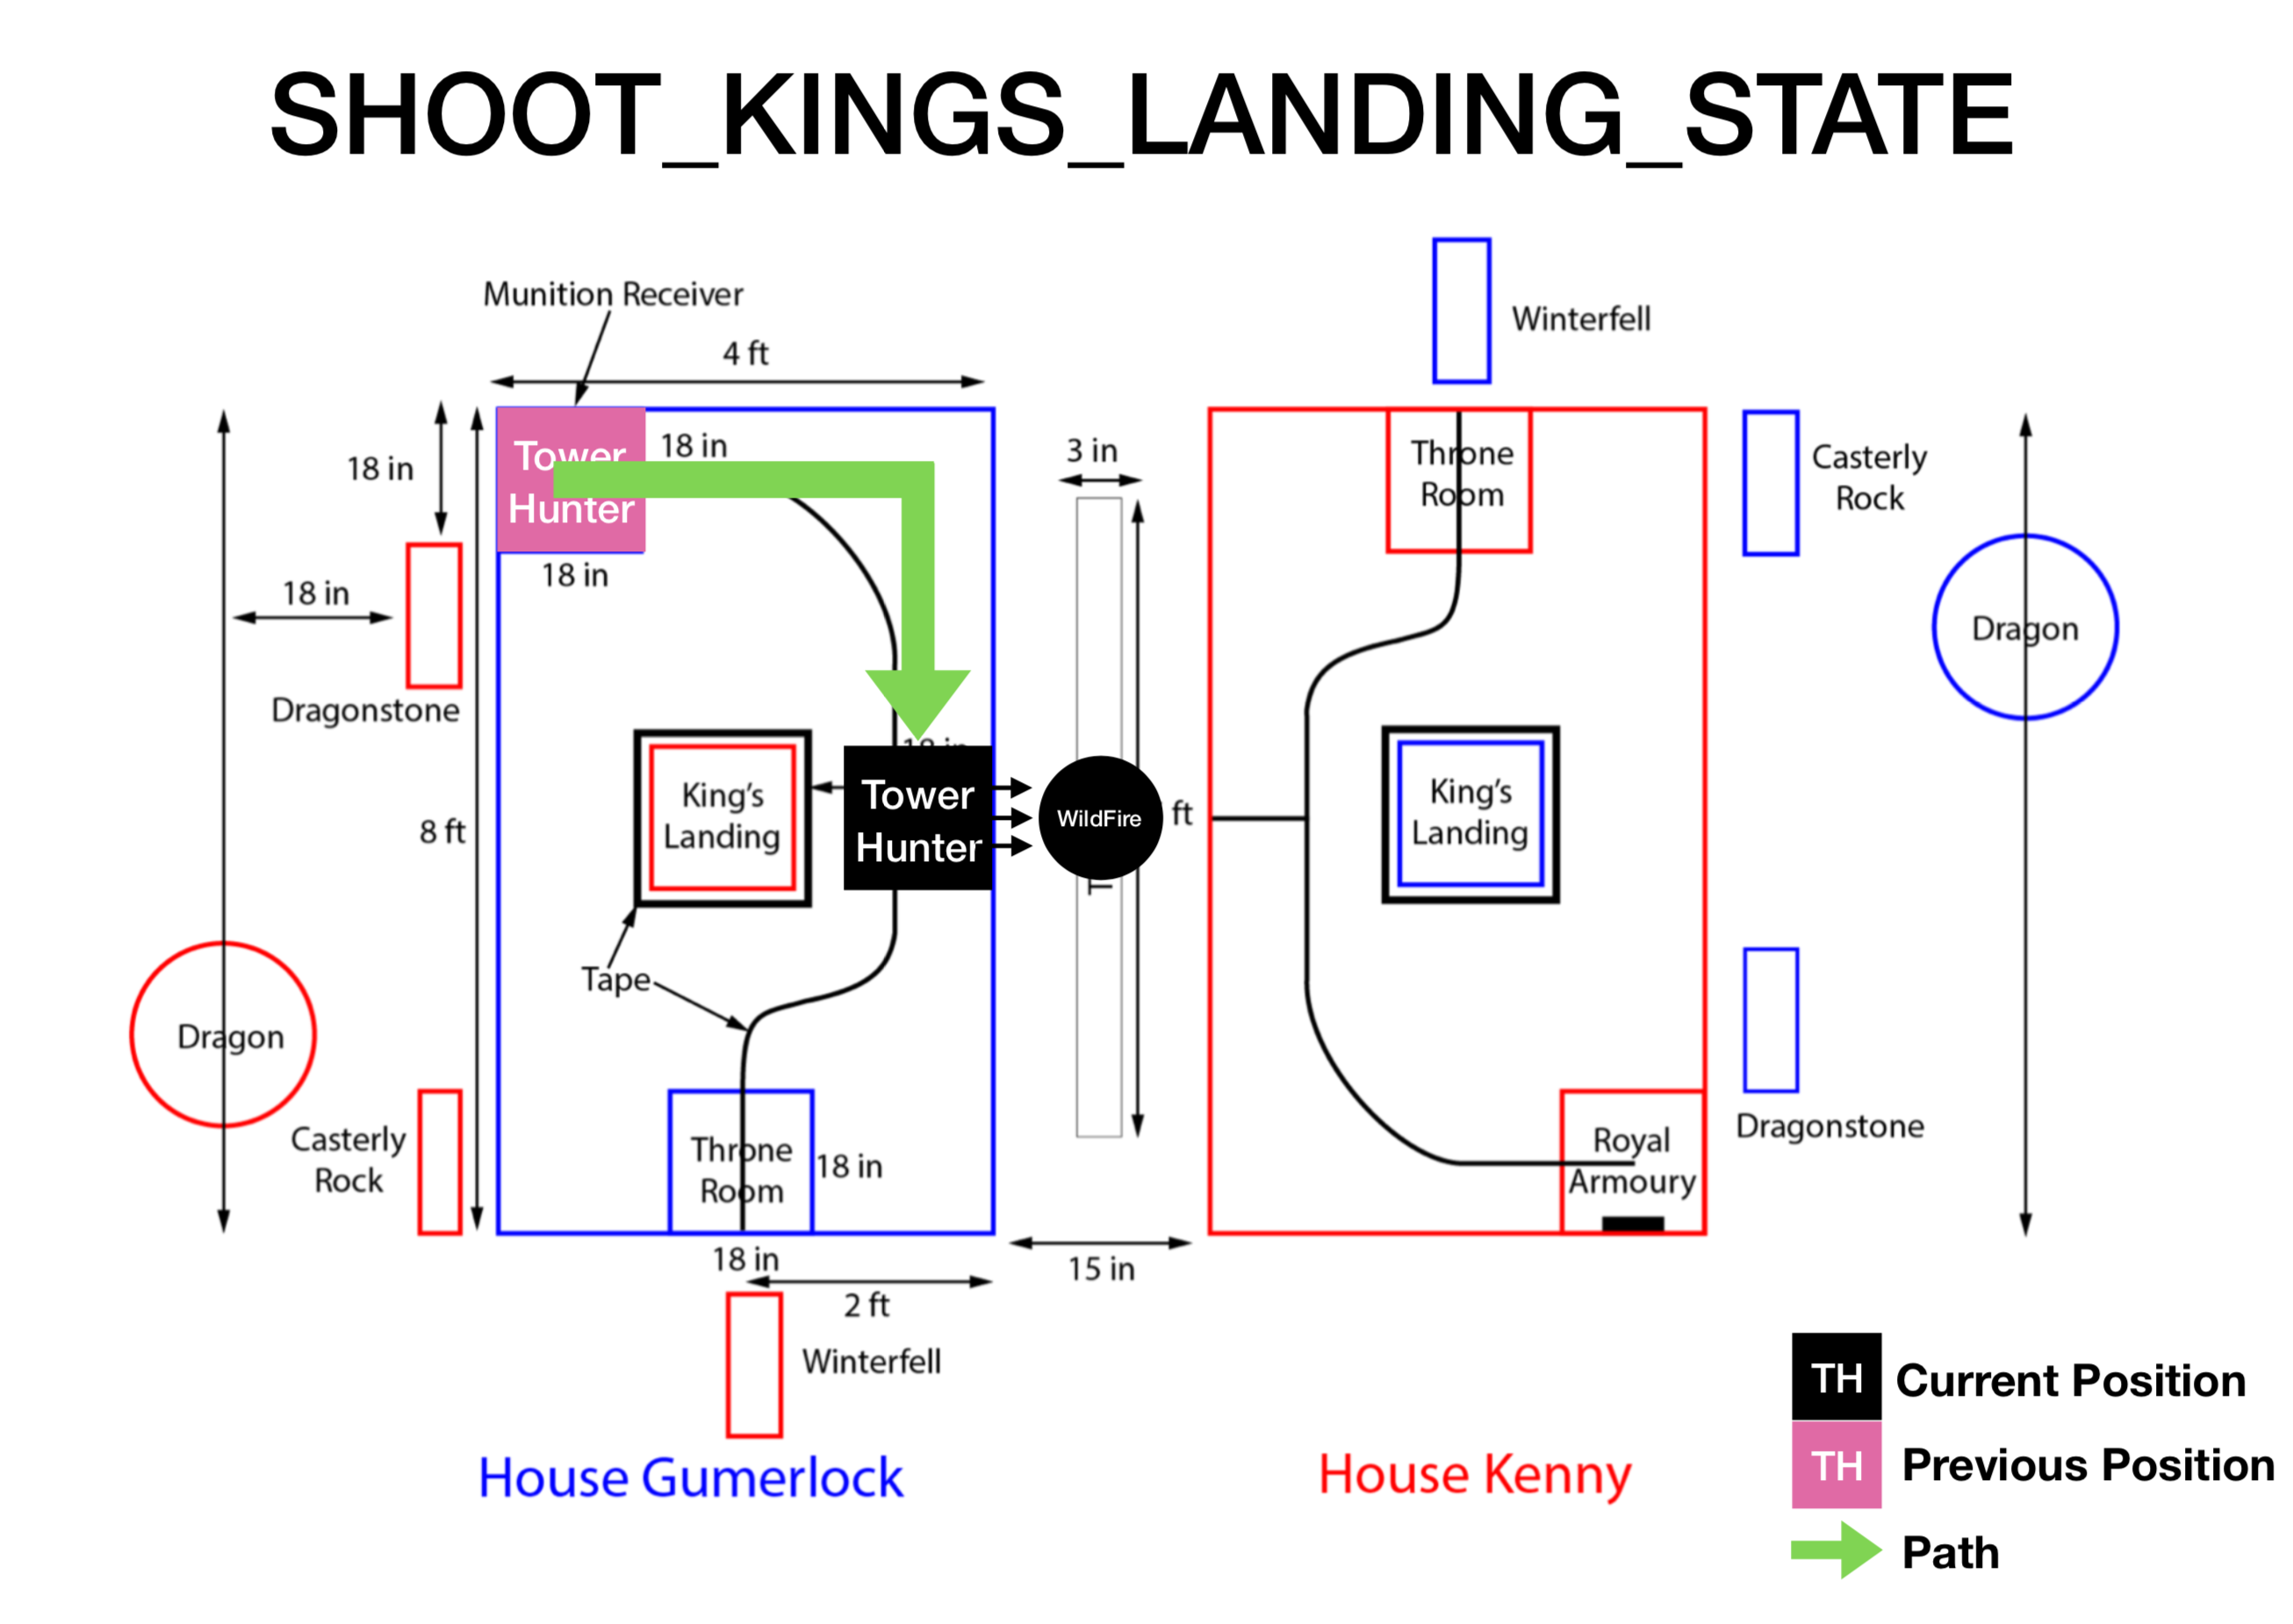 SHOOT_KINGS_LANDING_STATE
Munition Receiver
4 ft
Winterfell
18 in
Tower
Hunter
18 in
18 in
3 in
Throne
Room
Casterly
Rock
18 in
Dragonstone
Dragon
King's
Landing
18 in
Tower
Hunter
WildFire
ft
King's
Landing
8 ft
Tape
Dragon
Casterly
Rock
Throne
Room
18 in
18 in
2 ft
15 in
Royal
Armoury
Dragonstone
Winterfell
House Gumerlock
House Kenny
TH Current Position
TH Previous Position
Path